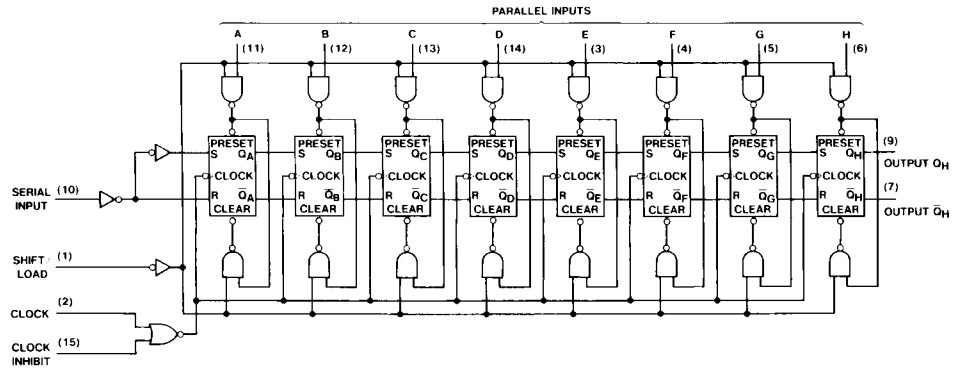 PARALLEL INPUTS
A B C D E F G H
(11) (12) (13) (14) (3) (4) (5) (6)
PRESET PRESET PRESET PRESET PRESET PRESET PRESET PRESET
S Q_A S Q_B S Q_C S Q_D S Q_E S Q_F S Q_G S Q_H
(9)
OUTPUT Q_H
CLOCK CLOCK CLOCK CLOCK CLOCK CLOCK CLOCK CLOCK
SERIAL INPUT (10)
R Q̅_A R Q̅_B R Q̅_C R Q̅_D R Q̅_E R Q̅_F R Q̅_G R Q̅_H
(7)
OUTPUT Q̅_H
CLEAR CLEAR CLEAR CLEAR CLEAR CLEAR CLEAR CLEAR
SHIFT/ (1)
LOAD
CLOCK (2)
CLOCK (15)
INHIBIT